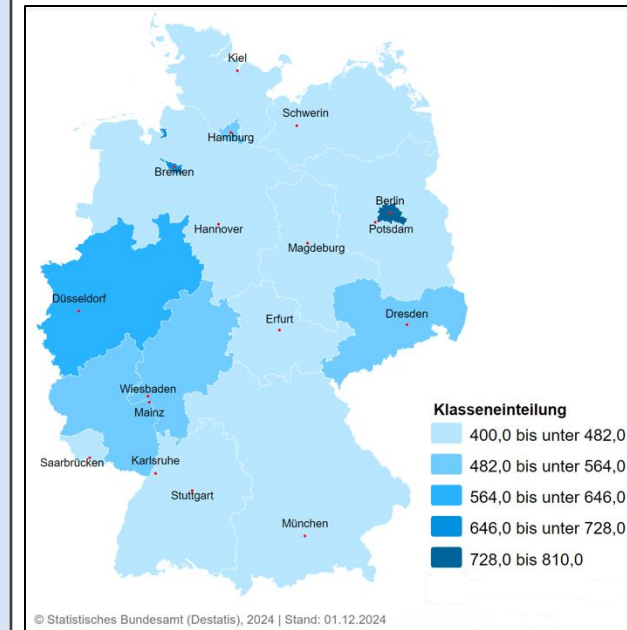 Kiel
Schwerin
Hamburg
Bremen
Berlin
Potsdam
Hannover
Magdeburg
Düsseldorf
Dresden
Erfurt
Wiesbaden
Mainz
Saarbrücken
Karlsruhe
Stuttgart
München
Klasseneinteilung
400,0 bis unter 482,0
482,0 bis unter 564,0
564,0 bis unter 646,0
646,0 bis unter 728,0
728,0 bis 810,0
© Statistisches Bundesamt (Destatis), 2024 | Stand: 01.12.2024